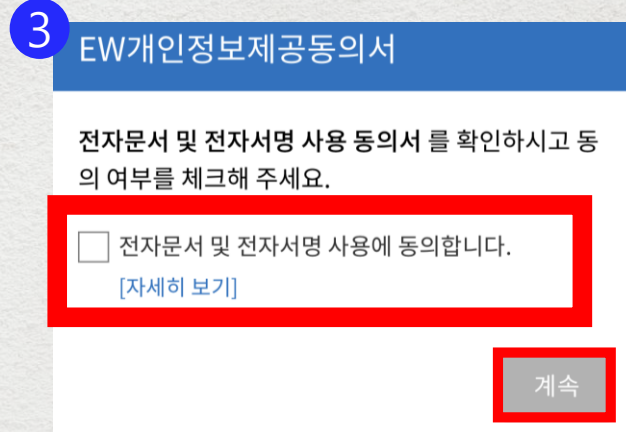 3
EW개인정보제공동의서
전자문서 및 전자서명 사용 동의서 를 확인하시고 동
의 여부를 체크해 주세요.
전자문서 및 전자서명 사용에 동의합니다.
[자세히 보기]
계속